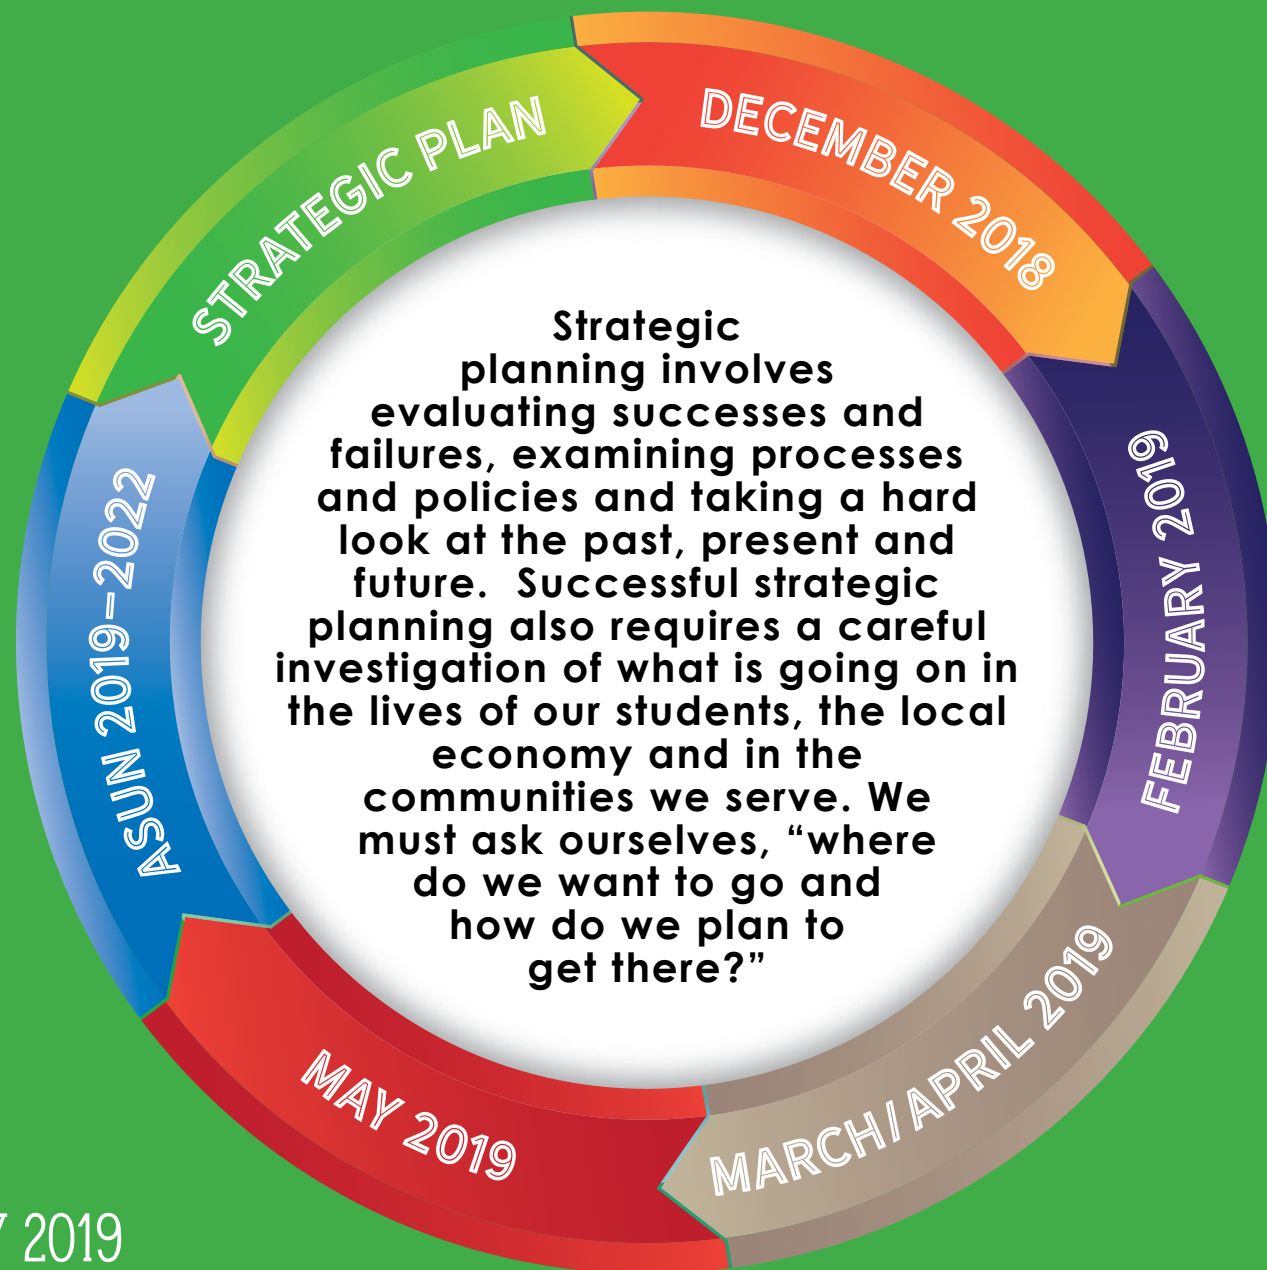 STRATEGIC PLAN
DECEMBER 2018
FEBRUARY 2019
MARCH/APRIL 2019
MAY 2019
ASUN 2019-2022
Strategic
planning involves
evaluating successes and
failures, examining processes
and policies and taking a hard
look at the past, present and
future.  Successful strategic
planning also requires a careful
investigation of what is going on in
the lives of our students, the local
economy and in the
communities we serve. We
must ask ourselves, “where
do we want to go and
how do we plan to
get there?”
2019